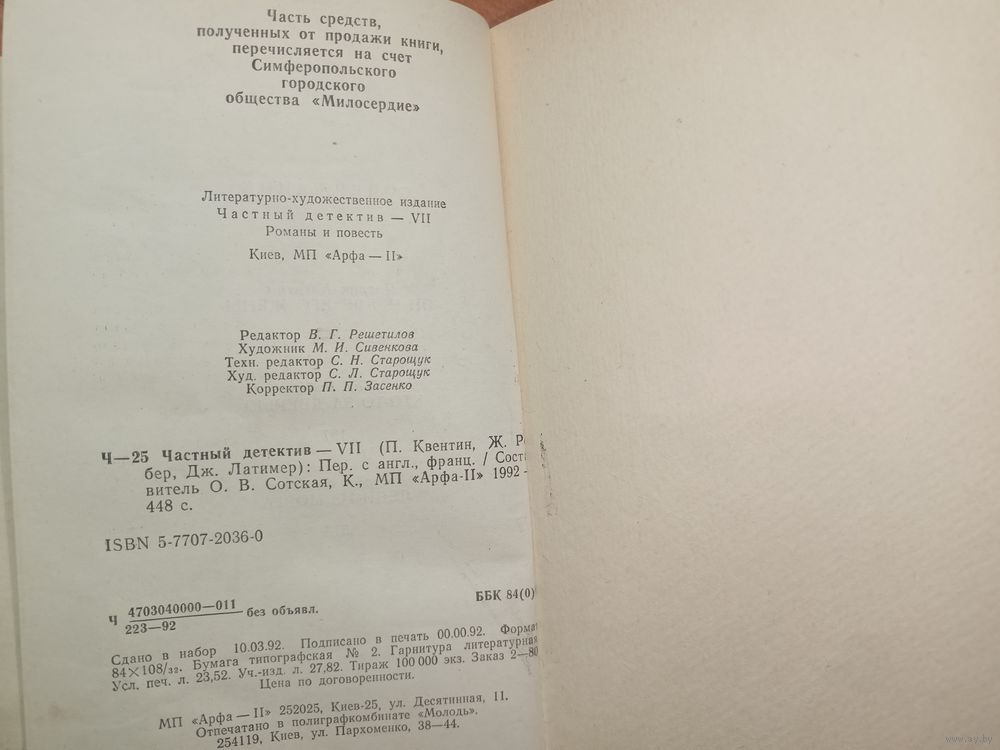 Часть средств,
полученных от продажи книги,
перечисляется на счет
Симферопольского
городского
общества «Милосердие»
Литературно-художественное издание
Частный детектив — VII
Романы и повесть
Киев, МП «Арфа — II»
Редактор В. Г. Решетилов
Художник М. И. Сивенкова
Техн. редактор С. Н. Старощук
Худ. редактор С. Л. Старощук
Корректор П. П. Засенко
Ч—25 Частный детектив — VII (П. Квентин, Ж.
бер, Дж. Латимер): Пер. с англ., франц. /
витель О. В. Сотская, К., МП «Арфа-II» 1992 —
448 с.
ISBN 5-7707-2036-0
Ч 4703040000—011 без объявл.
223—92
ББК 84(0)
Сдано в набор 10.03.92. Подписано в печать 00.00.92. Формат
84×108/32. Бумага типографская № 2. Гарнитура литературная.
Усл. печ. л. 23,52. Уч.-изд. л. 27,82. Тираж 100 000 экз. Заказ 2—80
Цена по договоренности.
МП «Арфа — II» 252025, Киев-25, ул. Десятинная, 11.
Отпечатано в полиграфкомбинате «Молодь».
254119, Киев, ул. Пархоменко, 38—44.
www.ay.by